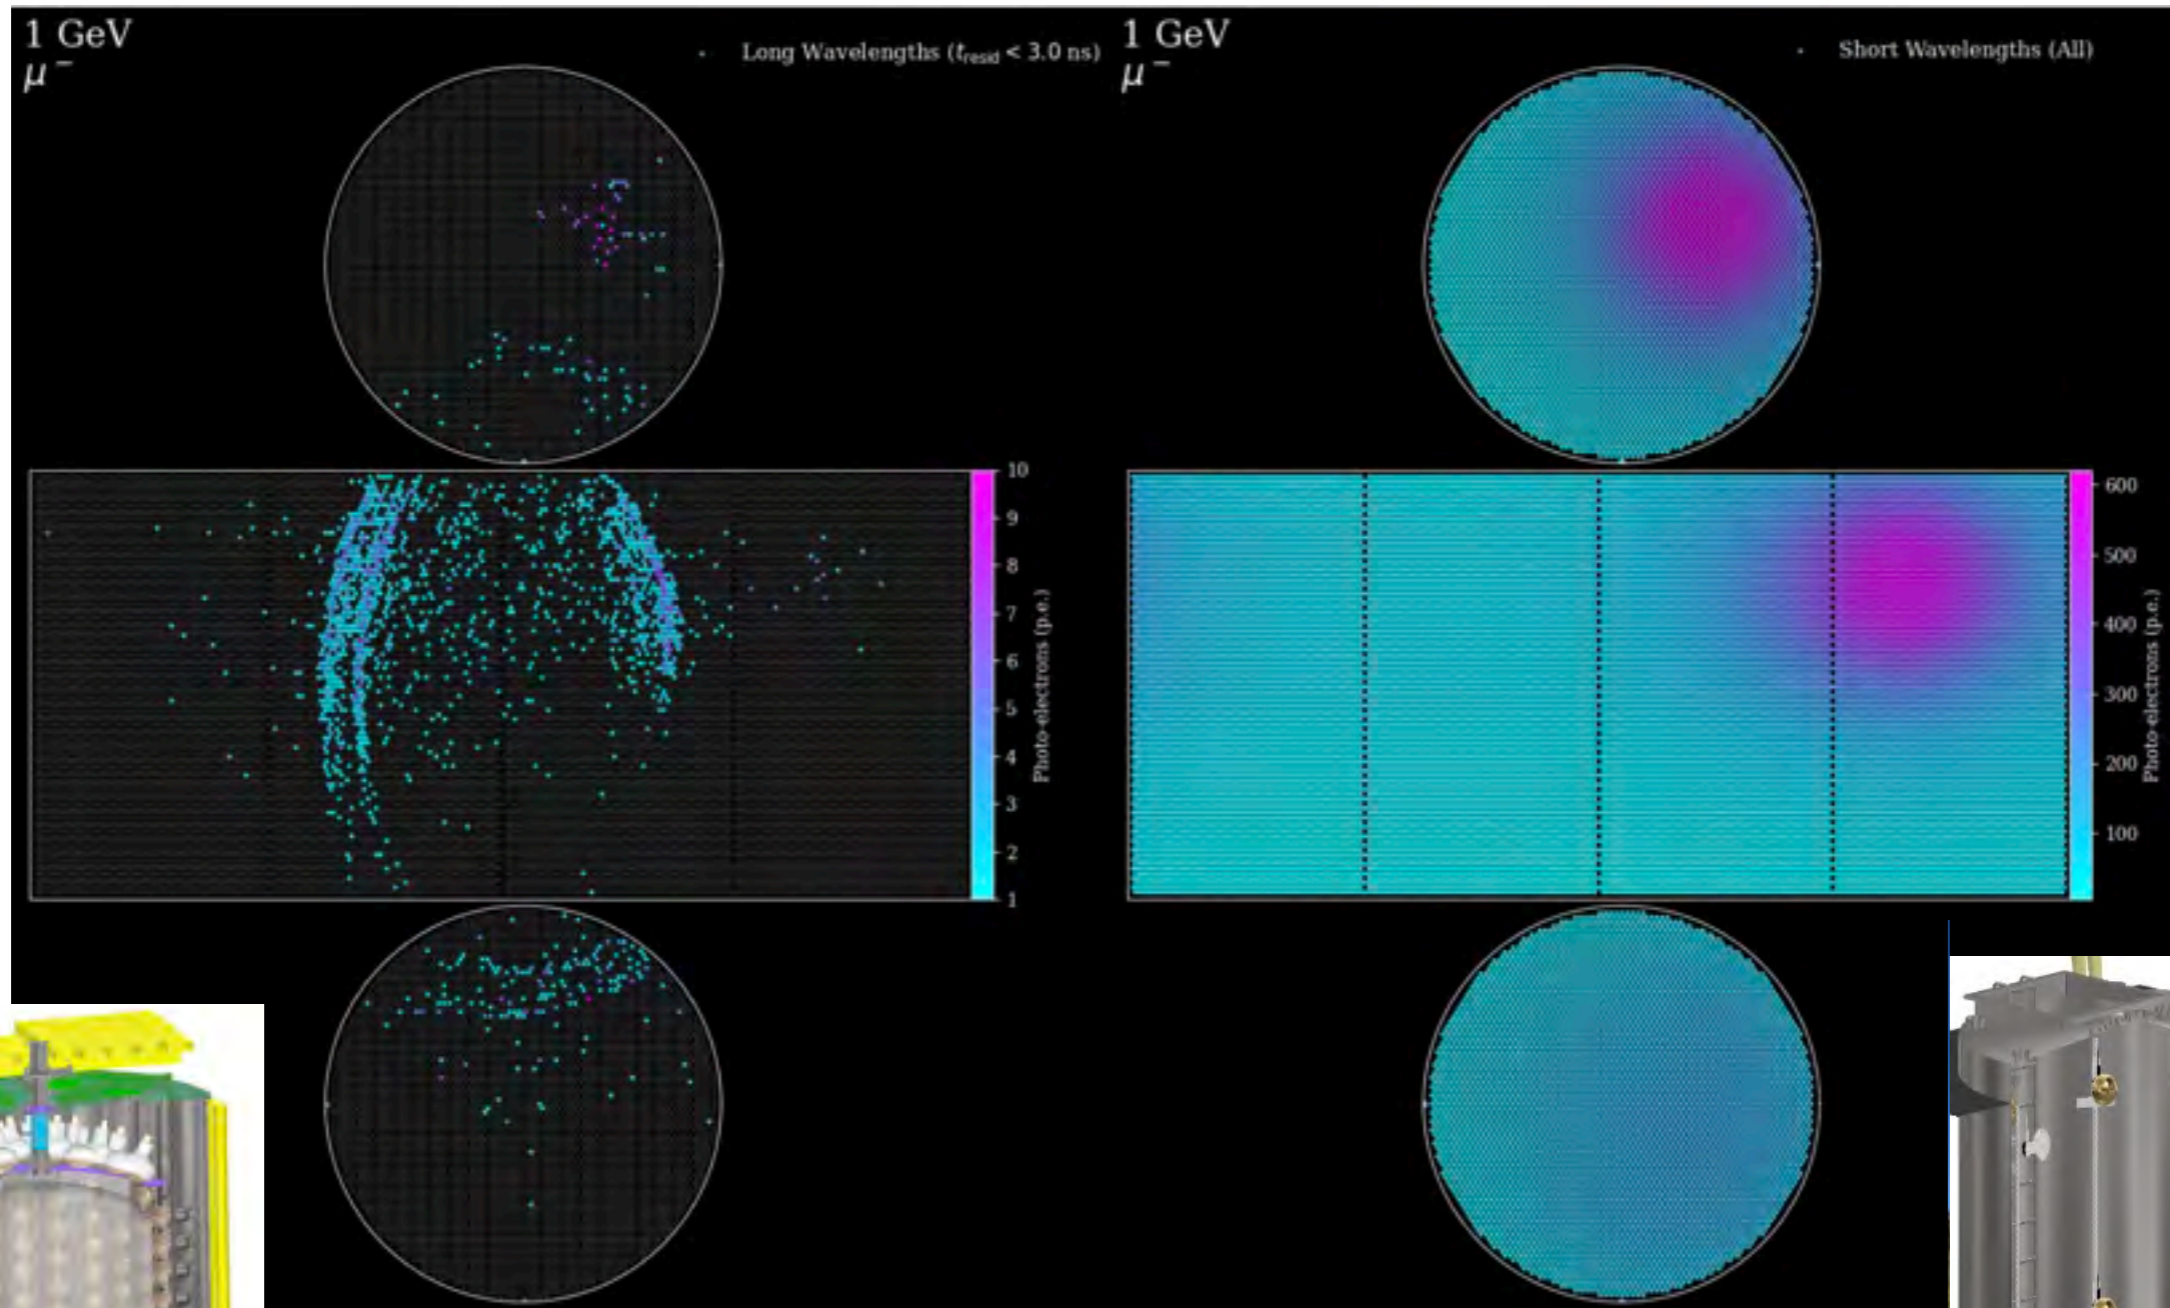 1 GeV
μ⁻
Long Wavelengths (t_resid < 3.0 ns)
10
9
8
7
6
5
4
3
2
1
Photo-electrons (p.e.)
1 GeV
μ⁻
Short Wavelengths (All)
600
500
400
300
200
100
Photo-electrons (p.e.)